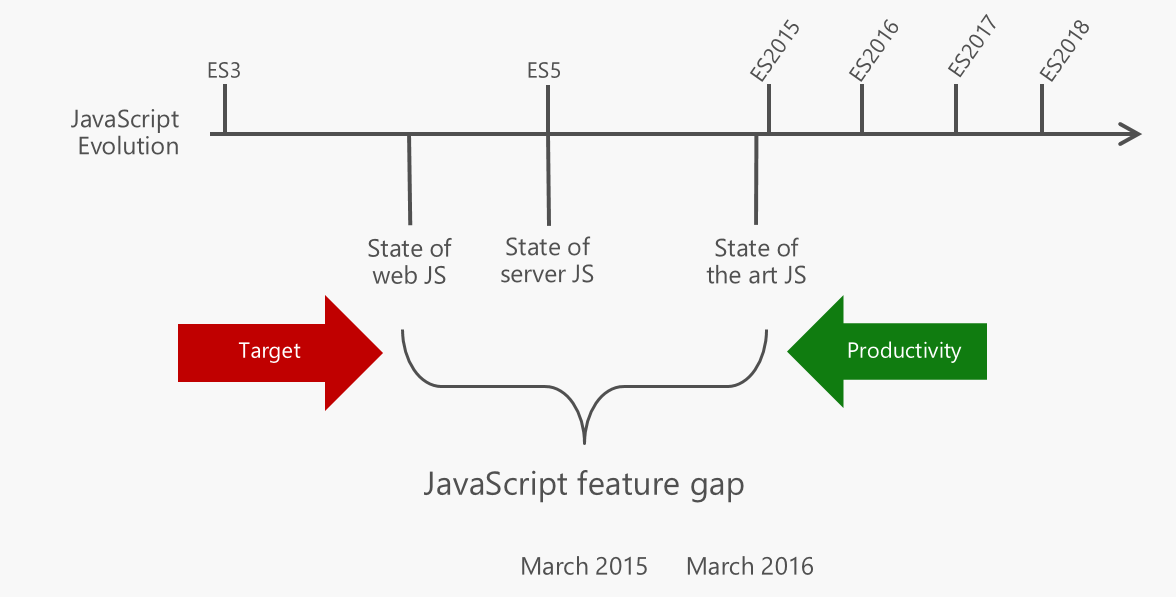 ES3
ES5
ES2015
ES2016
ES2017
ES2018
JavaScript
Evolution
State of
web JS
State of
server JS
State of
the art JS
Target
Productivity
JavaScript feature gap
March 2015
March 2016